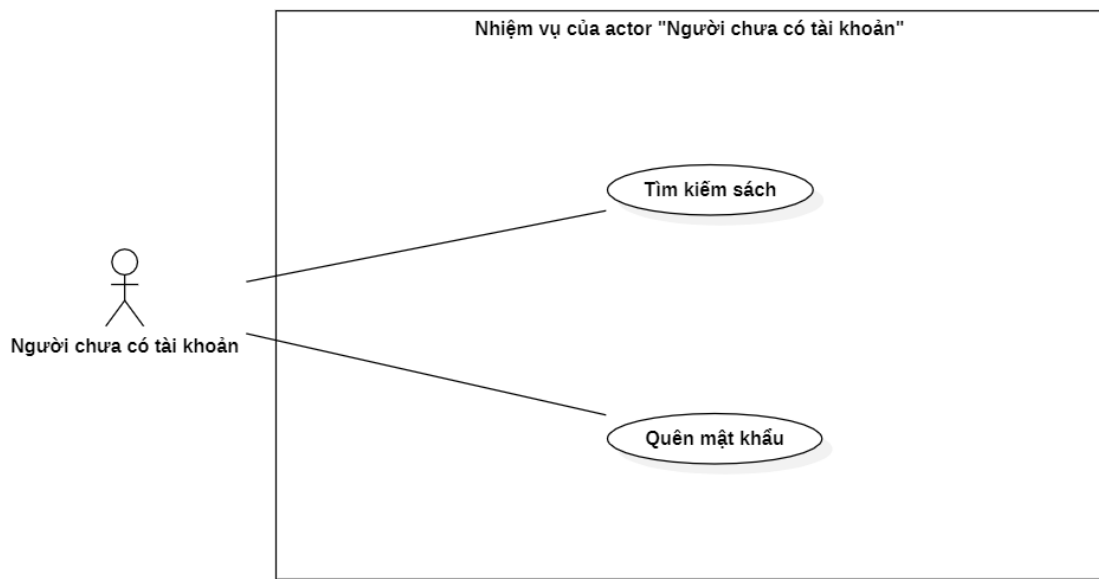 Nhiệm vụ của actor "Người chưa có tài khoản"
Tìm kiếm sách
Người chưa có tài khoản
Quên mật khẩu